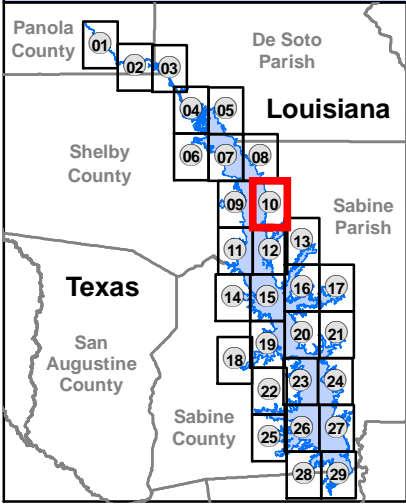 Panola
County
01
02
03
De Soto
Parish
04
05
Louisiana
06
07
08
Shelby
County
09
10
Sabine
Parish
11
12
13
Texas
14
15
16
17
San
Augustine
County
18
19
20
21
22
23
24
Sabine
County
25
26
27
28
29